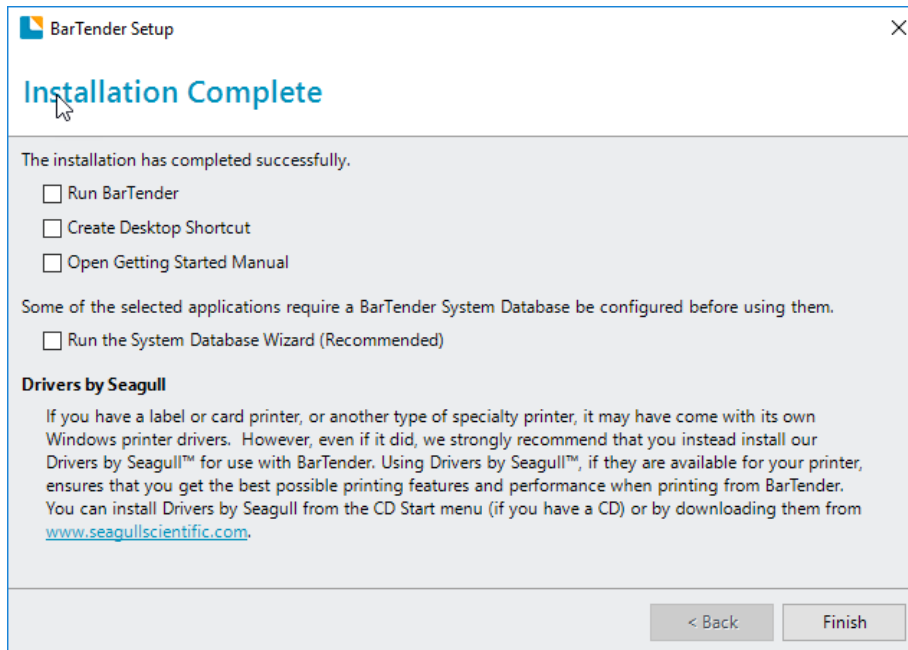 BarTender Setup
Installation Complete
The installation has completed successfully.
Run BarTender
Create Desktop Shortcut
Open Getting Started Manual
Some of the selected applications require a BarTender System Database be configured before using them.
Run the System Database Wizard (Recommended)
Drivers by Seagull
If you have a label or card printer, or another type of specialty printer, it may have come with its own
Windows printer drivers.  However, even if it did, we strongly recommend that you instead install our
Drivers by Seagull™ for use with BarTender. Using Drivers by Seagull™, if they are available for your printer,
ensures that you get the best possible printing features and performance when printing from BarTender.
You can install Drivers by Seagull from the CD Start menu (if you have a CD) or by downloading them from
www.seagullscientific.com.
< Back
Finish